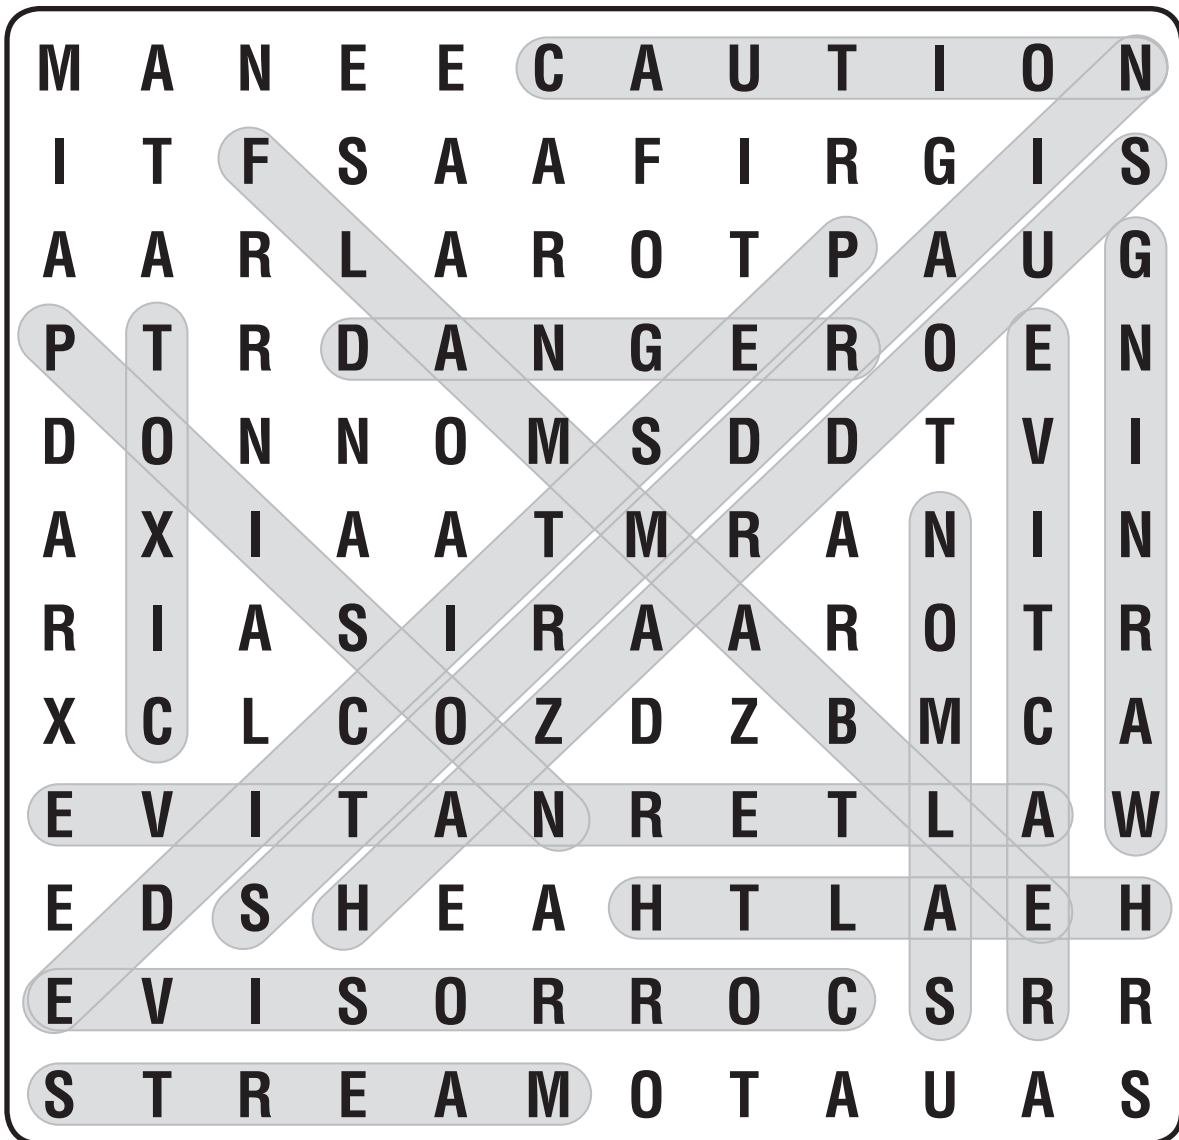 M A N E E C A U T I O N
I T F S A A F I R G I S
A A R L A R O T P A U G
P T R D A N G E R O E N
D O N N O M S D D T V I
A X I A A T M R A N I N
R I A S I R A A R O T R
X C L C O Z D Z B M C A
E V I T A N R E T L A W
E D S H E A H T L A E H
E V I S O R R O C S R R
S T R E A M O T A U A S